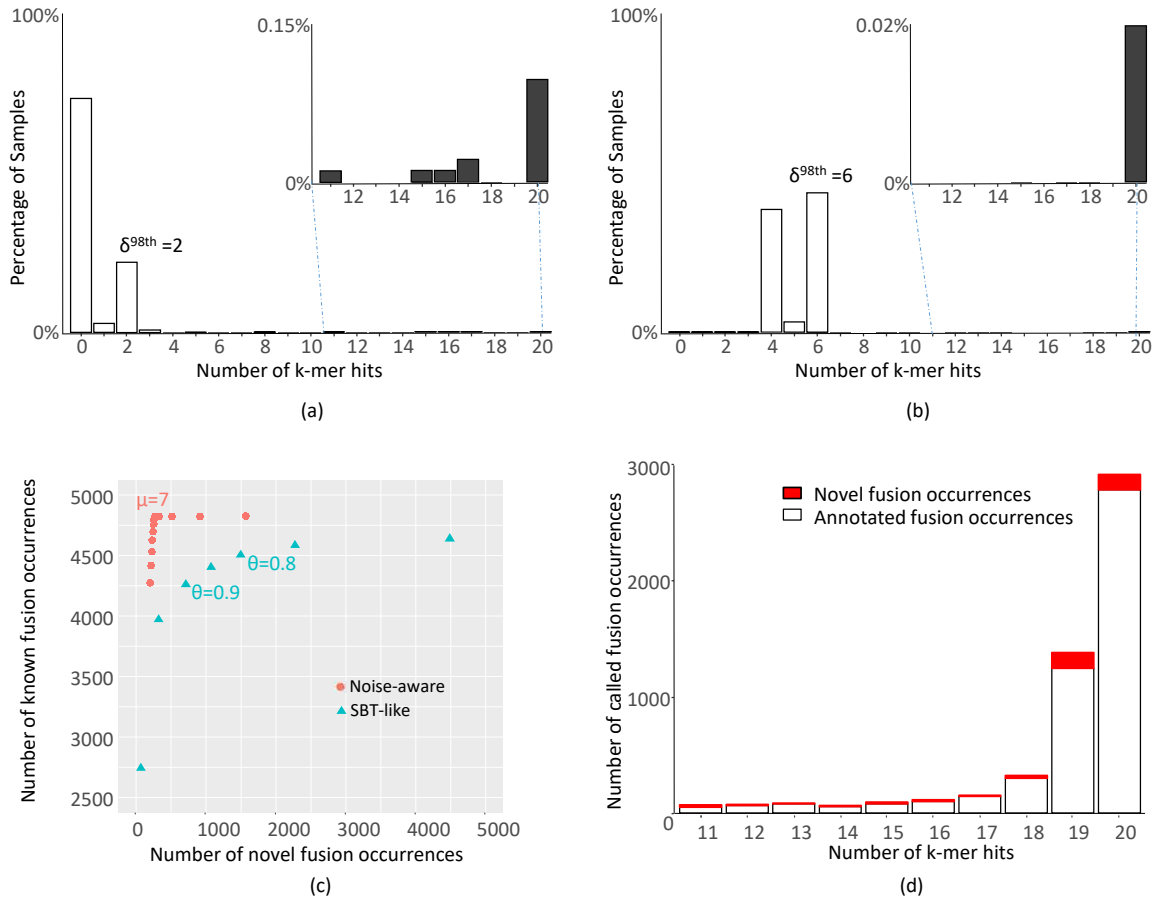 100%
Percentage of Samples
0%
0.15%
0%
12 14 16 18 20
δ98th =2
0 2 4 6 8 10 12 14 16 18 20
Number of k-mer hits
(a)
100%
Percentage of Samples
0%
0.02%
0%
12 14 16 18 20
δ98th =6
0 2 4 6 8 10 12 14 16 18 20
Number of k-mer hits
(b)
Number of known fusion occurrences
5000
4500
4000
3500
3000
2500
μ=7
θ=0.8
θ=0.9
Noise-aware
SBT-like
0 1000 2000 3000 4000 5000
Number of novel fusion occurrences
(c)
Number of called fusion occurrences
3000
2000
1000
0
Novel fusion occurrences
Annotated fusion occurrences
11 12 13 14 15 16 17 18 19 20
Number of k-mer hits
(d)